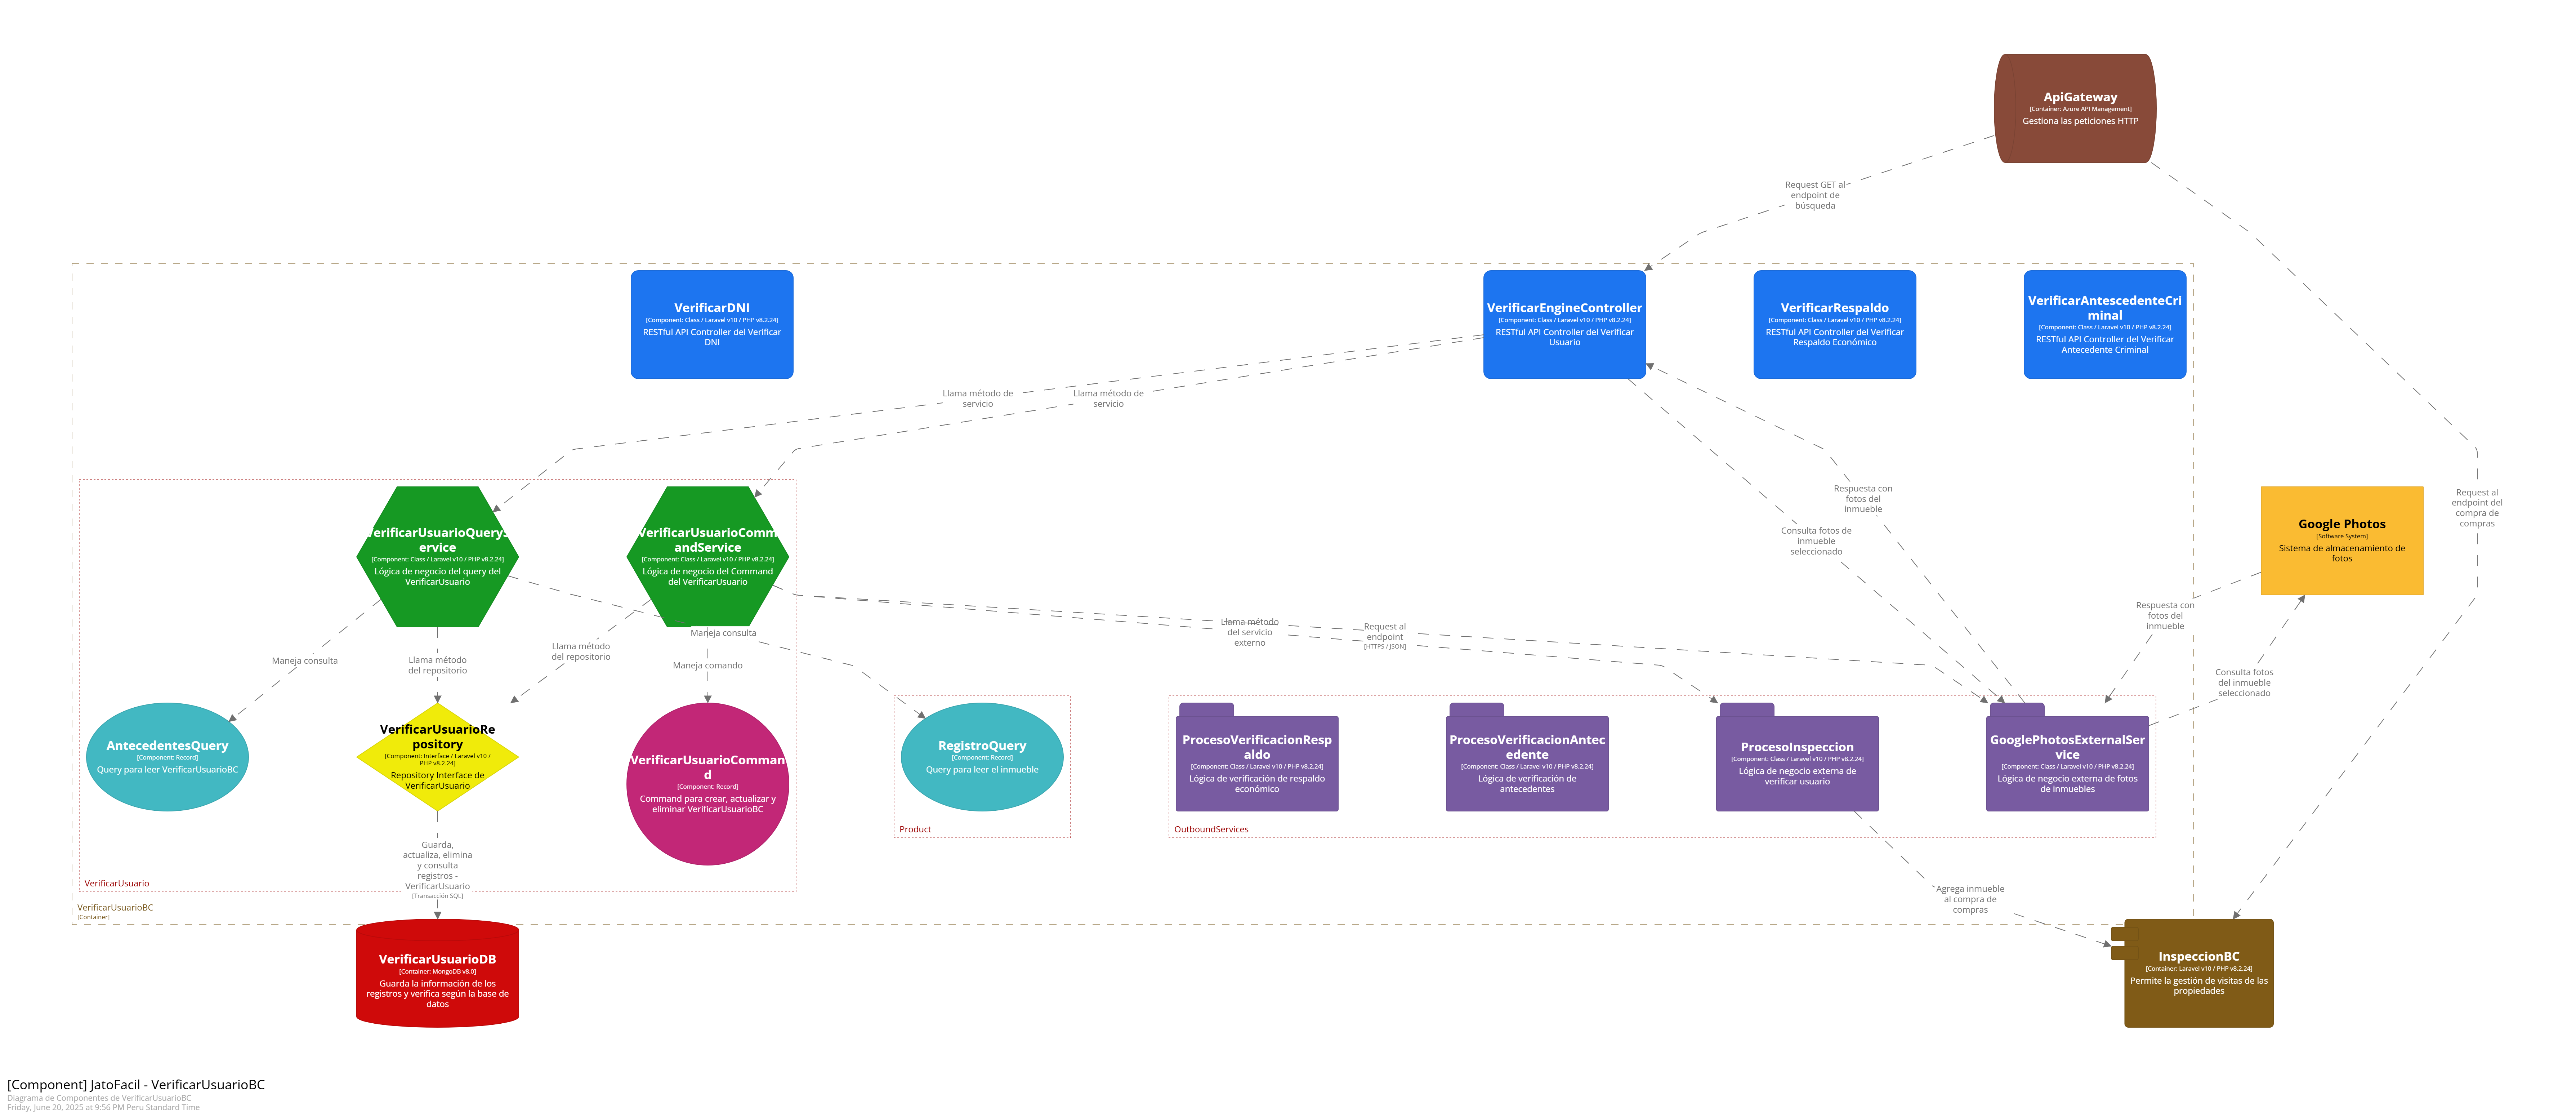 ApiGateway
[Container: Azure API Management]
Gestiona las peticiones HTTP
Request GET al
endpoint de
búsqueda
VerificarDNI
[Component: Class / Laravel v10 / PHP v8.2.24]
RESTful API Controller del Verificar
DNI
VerificarEngineController
[Component: Class / Laravel v10 / PHP v8.2.24]
RESTful API Controller del Verificar
Usuario
VerificarRespaldo
[Component: Class / Laravel v10 / PHP v8.2.24]
RESTful API Controller del Verificar
Respaldo Económico
VerificarAntescedenteCri
minal
[Component: Class / Laravel v10 / PHP v8.2.24]
RESTful API Controller del Verificar
Antecedente Criminal
Llama método de
servicio
Llama método de
servicio
Respuesta con
fotos del
inmueble
Consulta fotos de
inmueble
seleccionado
Request al
endpoint del
compra de
compras
VerificarUsuarioQueryS
ervice
[Component: Class / Laravel v10 / PHP v8.2.24]
Lógica de negocio del query del
VerificarUsuario
VerificarUsuarioComm
andService
[Component: Class / Laravel v10 / PHP v8.2.24]
Lógica de negocio del Command
del VerificarUsuario
Google Photos
[Software System]
Sistema de almacenamiento de
fotos
Respuesta con
fotos del
inmueble
Llama método
del servicio
externo
Request al
endpoint
[HTTPS / JSON]
Maneja consulta
Maneja consulta
Llama método
del repositorio
Llama método
del repositorio
Maneja comando
Consulta fotos
del inmueble
seleccionado
AntecedentesQuery
[Component: Record]
Query para leer VerificarUsuarioBC
VerificarUsuarioRe
pository
[Component: Interface / Laravel v10 /
PHP v8.2.24]
Repository Interface de
VerificarUsuario
VerificarUsuarioComman
d
[Component: Record]
Command para crear, actualizar y
eliminar VerificarUsuarioBC
RegistroQuery
[Component: Record]
Query para leer el inmueble
Product
ProcesoVerificacionResp
aldo
[Component: Class / Laravel v10 / PHP v8.2.24]
Lógica de verificación de respaldo
económico
ProcesoVerificacionAntec
edente
[Component: Class / Laravel v10 / PHP v8.2.24]
Lógica de verificación de
antecedentes
ProcesoInspeccion
[Component: Class / Laravel v10 / PHP v8.2.24]
Lógica de negocio externa de
verificar usuario
GooglePhotosExternalSer
vice
[Component: Class / Laravel v10 / PHP v8.2.24]
Lógica de negocio externa de fotos
de inmuebles
OutboundServices
Guarda,
actualiza, elimina
y consulta
registros -
VerificarUsuario
[Transacción SQL]
VerificarUsuario
VerificarUsuarioBC
[Container]
Agrega inmueble
al compra de
compras
VerificarUsuarioDB
[Container: MongoDB v8.0]
Guarda la información de los
registros y verifica según la base de
datos
InspeccionBC
[Container: Laravel v10 / PHP v8.2.24]
Permite la gestión de visitas de las
propiedades
[Component] JatoFacil - VerificarUsuarioBC
Diagrama de Componentes de VerificarUsuarioBC
Friday, June 20, 2025 at 9:56 PM Peru Standard Time